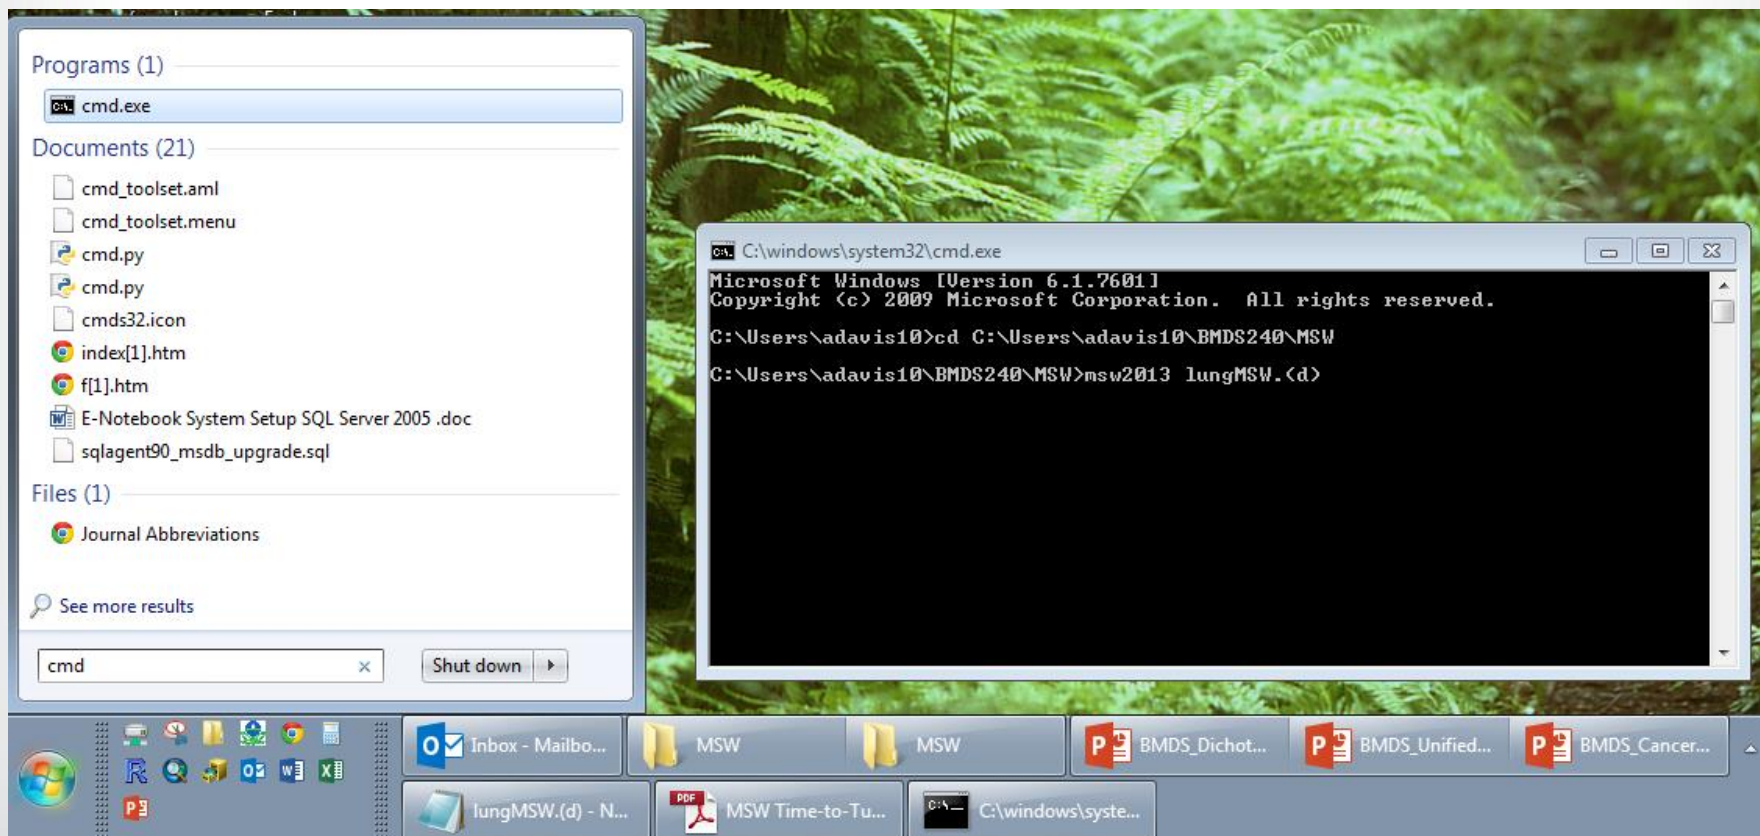 Programs (1)
cmd.exe
Documents (21)
cmd_toolset.aml
cmd_toolset.menu
cmd.py
cmd.py
cmds32.icon
index[1].htm
f[1].htm
E-Notebook System Setup SQL Server 2005 .doc
sqlagent90_msdb_upgrade.sql
Files (1)
Journal Abbreviations
See more results
cmd
Shut down
C:\windows\system32\cmd.exe
Microsoft Windows [Version 6.1.7601]
Copyright (c) 2009 Microsoft Corporation. All rights reserved.
C:\Users\adavis10>cd C:\Users\adavis10\BMDS240\MSW
C:\Users\adavis10\BMDS240\MSW>msw2013 lungMSW.(d)
Inbox - Mailbo...
MSW
MSW
BMDS_Dichot...
BMDS_Unified...
BMDS_Cancer...
lungMSW.(d) - N...
PDF
MSW Time-to-Tu...
C:\windows\syste...